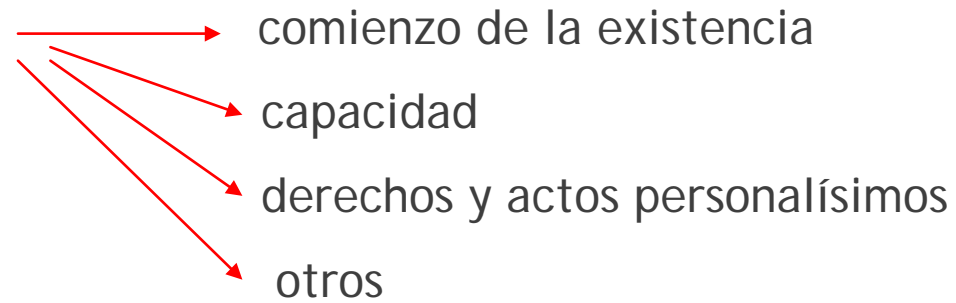 comienzo de la existencia
capacidad
derechos y actos personalísimos
otros